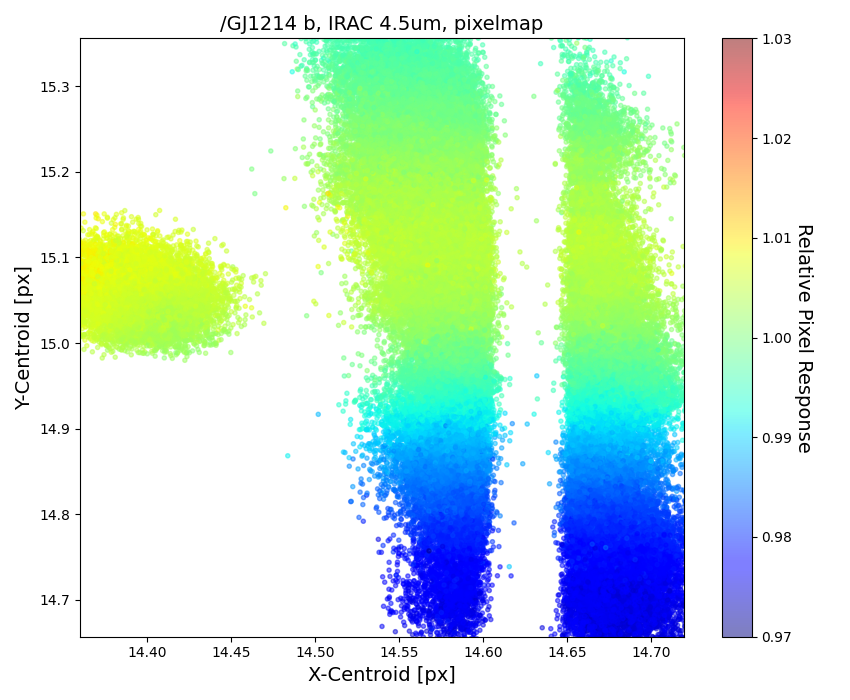 /GJ1214 b, IRAC 4.5um, pixelmap
Y-Centroid [px]
15.3
15.2
15.1
15.0
14.9
14.8
14.7
14.40 14.45 14.50 14.55 14.60 14.65 14.70
X-Centroid [px]
1.03
1.02
1.01
1.00
0.99
0.98
0.97
Relative Pixel Response